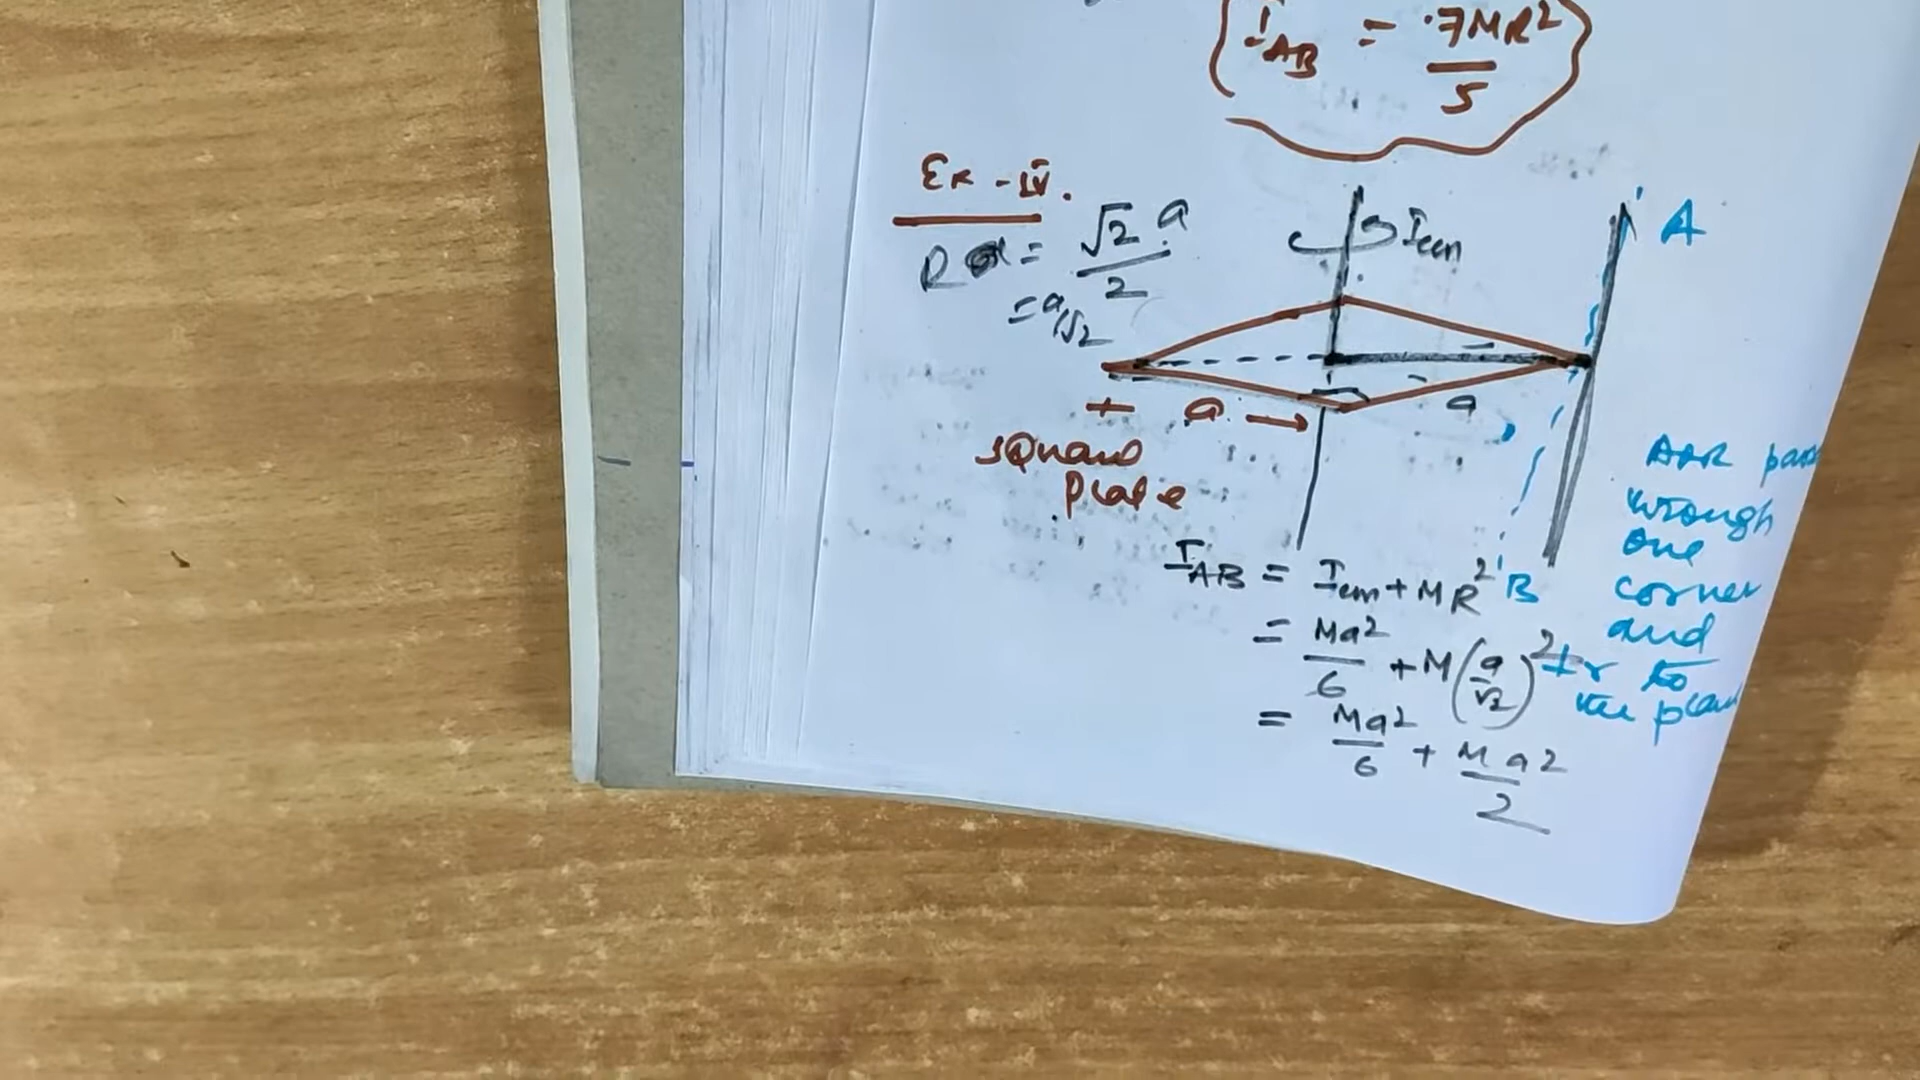 I_AB = 7MR²/5
Ex - IV.
R = √2 a/2
= a/√2
I_cm
A
a
a
square
plate
AOR pass
through
one
corner
and
⊥r to
the plane
B
I_AB = I_cm + MR²
= Ma²/6 + M(a/√2)²
= Ma²/6 + Ma²/2